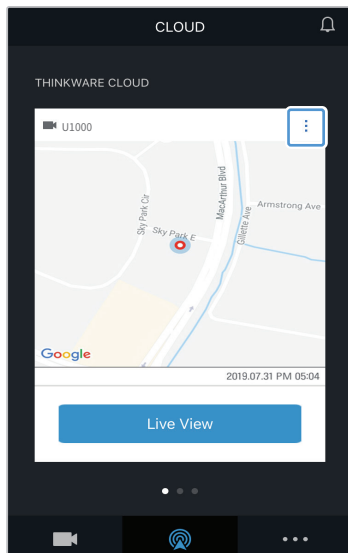 CLOUD
THINKWARE CLOUD
U1000
Sky Park Cir
MacArthur Blvd
Armstrong Ave
Gillette Ave
Sky Park E
Google
2019.07.31 PM 05:04
Live View